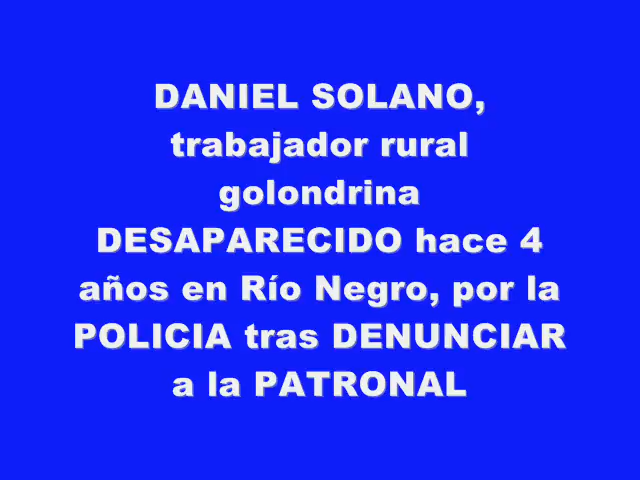 DANIEL SOLANO,
trabajador rural
golondrina
DESAPARECIDO hace 4
años en Río Negro, por la
POLICIA tras DENUNCIAR
a la PATRONAL